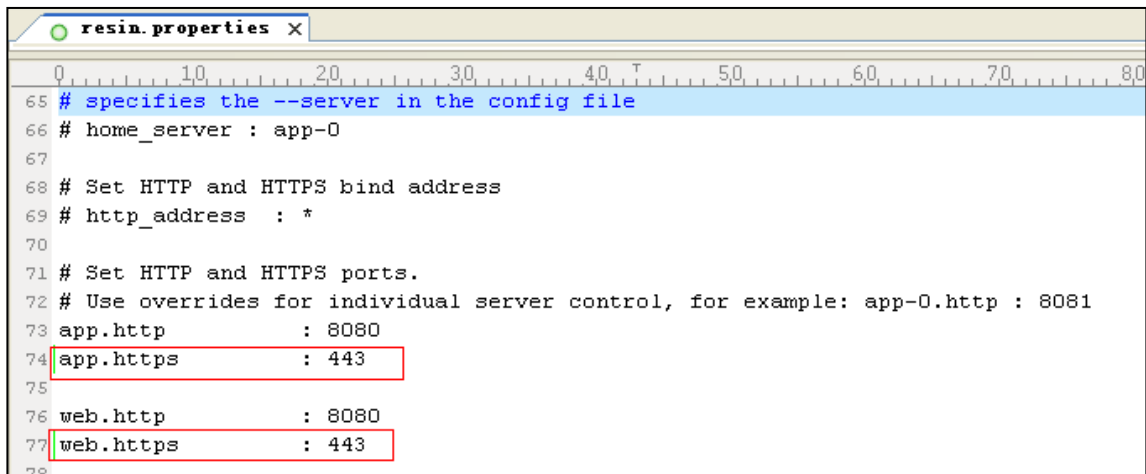 resin.properties X
0 10 20 30 40 50 60 70 80
65 # specifies the --server in the config file
66 # home_server : app-0
67
68 # Set HTTP and HTTPS bind address
69 # http_address  : *
70
71 # Set HTTP and HTTPS ports.
72 # Use overrides for individual server control, for example: app-0.http : 8081
73 app.http          : 8080
74 app.https         : 443
75
76 web.http          : 8080
77 web.https         : 443
78